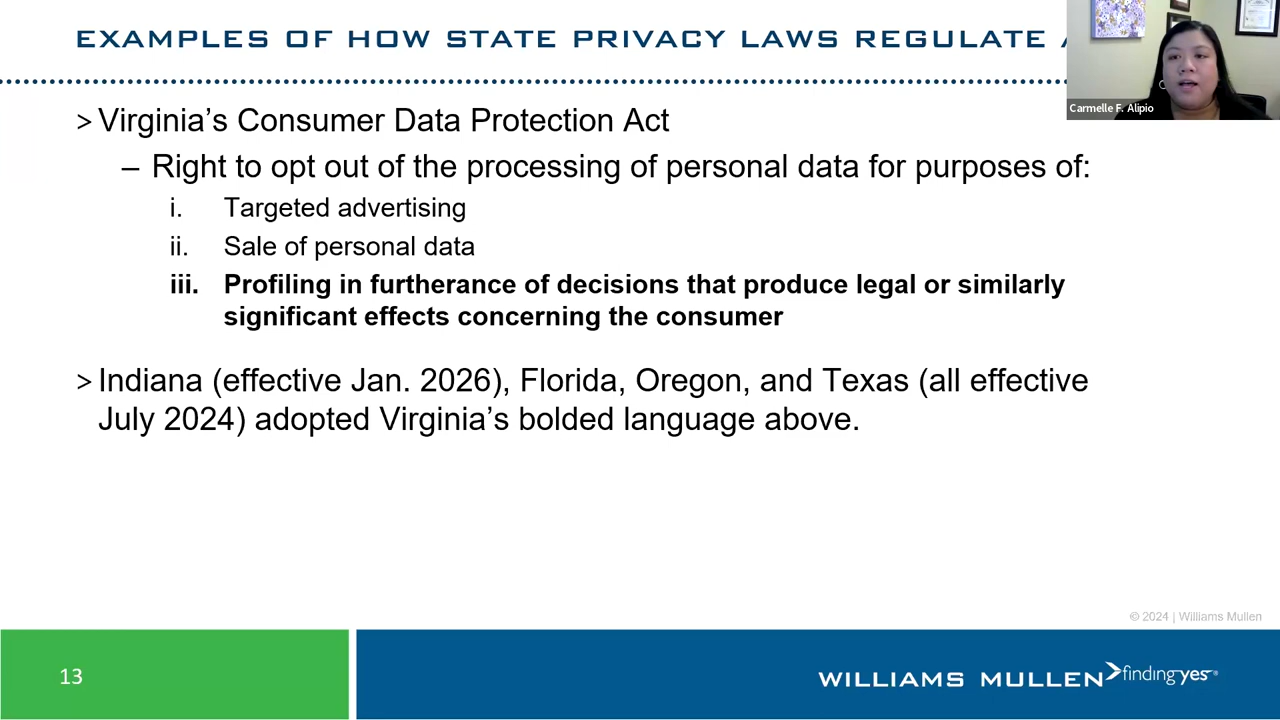 EXAMPLES OF HOW STATE PRIVACY LAWS REGULATE
Carmelle F. Alipio
> Virginia's Consumer Data Protection Act
– Right to opt out of the processing of personal data for purposes of:
i. Targeted advertising
ii. Sale of personal data
iii. Profiling in furtherance of decisions that produce legal or similarly
significant effects concerning the consumer
> Indiana (effective Jan. 2026), Florida, Oregon, and Texas (all effective
July 2024) adopted Virginia's bolded language above.
© 2024 | Williams Mullen
13
WILLIAMS MULLEN finding yes®